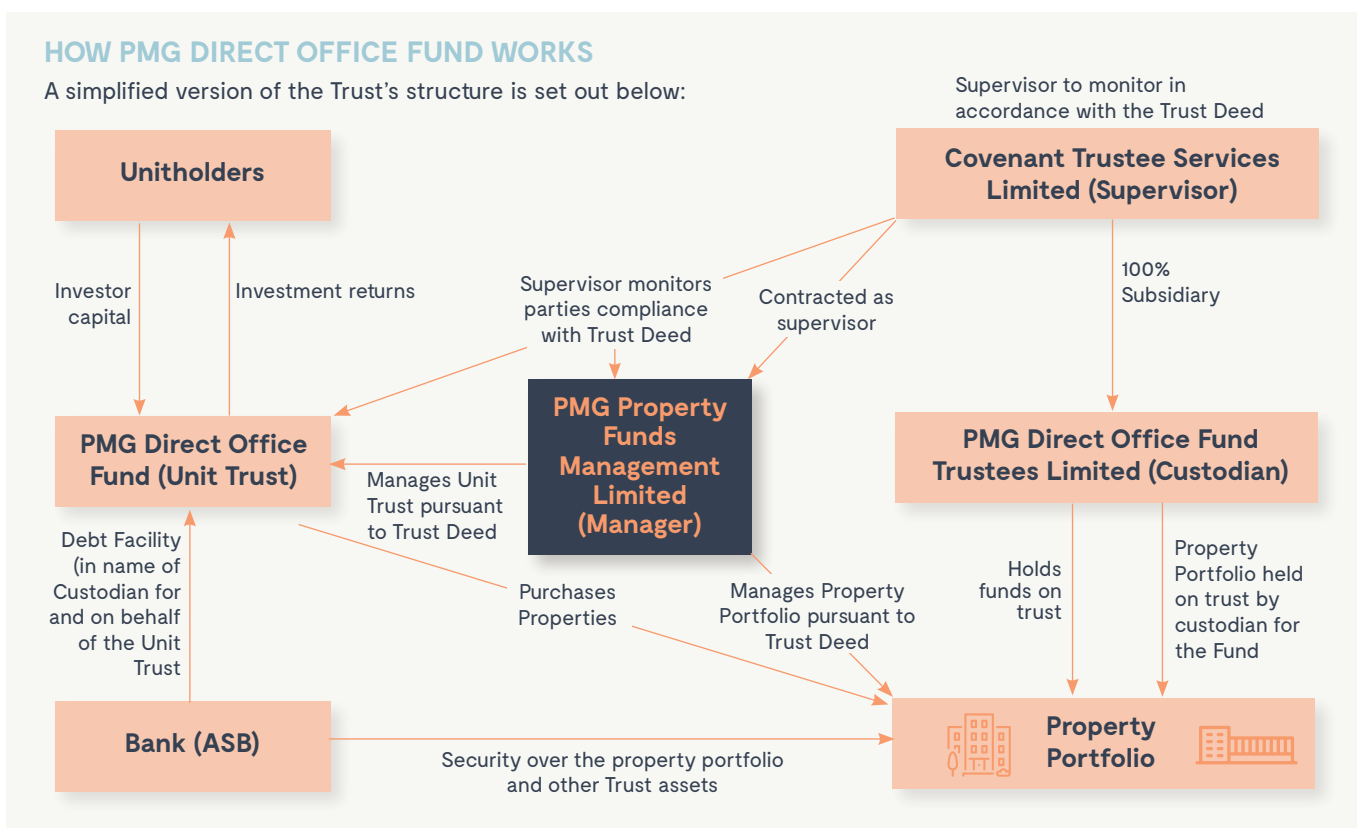 HOW PMG DIRECT OFFICE FUND WORKS
A simplified version of the Trust's structure is set out below:
Supervisor to monitor in
accordance with the Trust Deed
Unitholders
Covenant Trustee Services
Limited (Supervisor)
Investor
capital
Investment returns
Supervisor monitors
parties compliance
with Trust Deed
Contracted as
supervisor
100%
Subsidiary
PMG Direct Office
Fund (Unit Trust)
PMG Property
Funds
Management
Limited
(Manager)
PMG Direct Office Fund
Trustees Limited (Custodian)
Manages Unit
Trust pursuant
to Trust Deed
Debt Facility
(in name of
Custodian for
and on behalf
of the Unit
Trust
Purchases
Properties
Manages Property
Portfolio pursuant to
Trust Deed
Holds
funds on
trust
Property
Portfolio held
on trust by
custodian for
the Fund
Bank (ASB)
Security over the property portfolio
and other Trust assets
Property
Portfolio